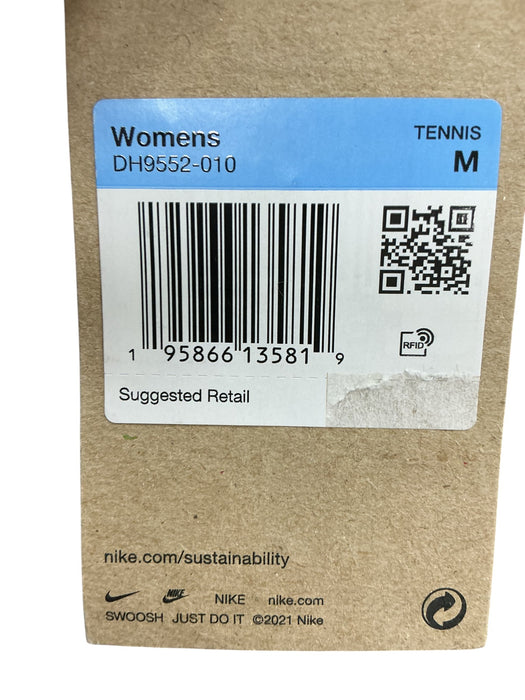 Womens
TENNIS
DH9552-010
M
1 95866 13581 9
RFID
Suggested Retail
nike.com/sustainability
NIKE NIKE nike.com
SWOOSH JUST DO IT ©2021 Nike